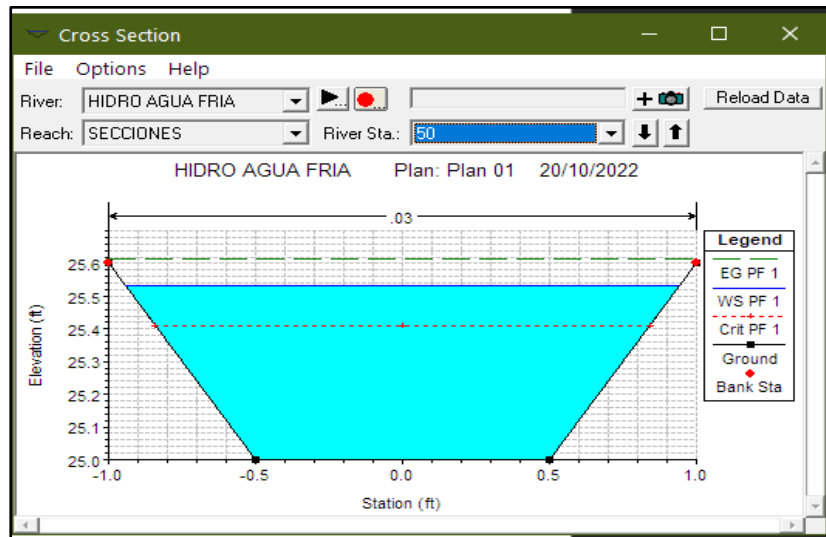 Cross Section
File Options Help
River: HIDRO AGUA FRIA ... ... + Reload Data
Reach: SECCIONES River Sta.: 50
HIDRO AGUA FRIA Plan: Plan 01 20/10/2022
.03
Legend
EG PF 1
WS PF 1
Crit PF 1
Ground
Bank Sta
Elevation (ft)
25.6
25.5
25.4
25.3
25.2
25.1
25.0
-1.0 -0.5 0.0 0.5 1.0
Station (ft)